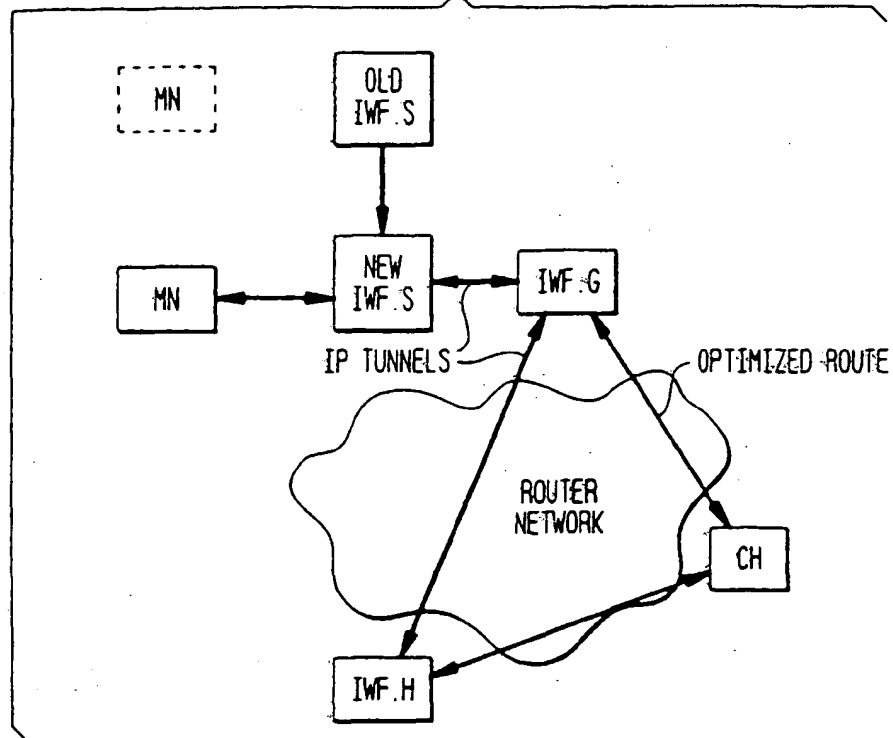 MN
OLD
IWF.S
MN
NEW
IWF.S
IWF.G
IP TUNNELS
OPTIMIZED ROUTE
ROUTER
NETWORK
CH
IWF.H